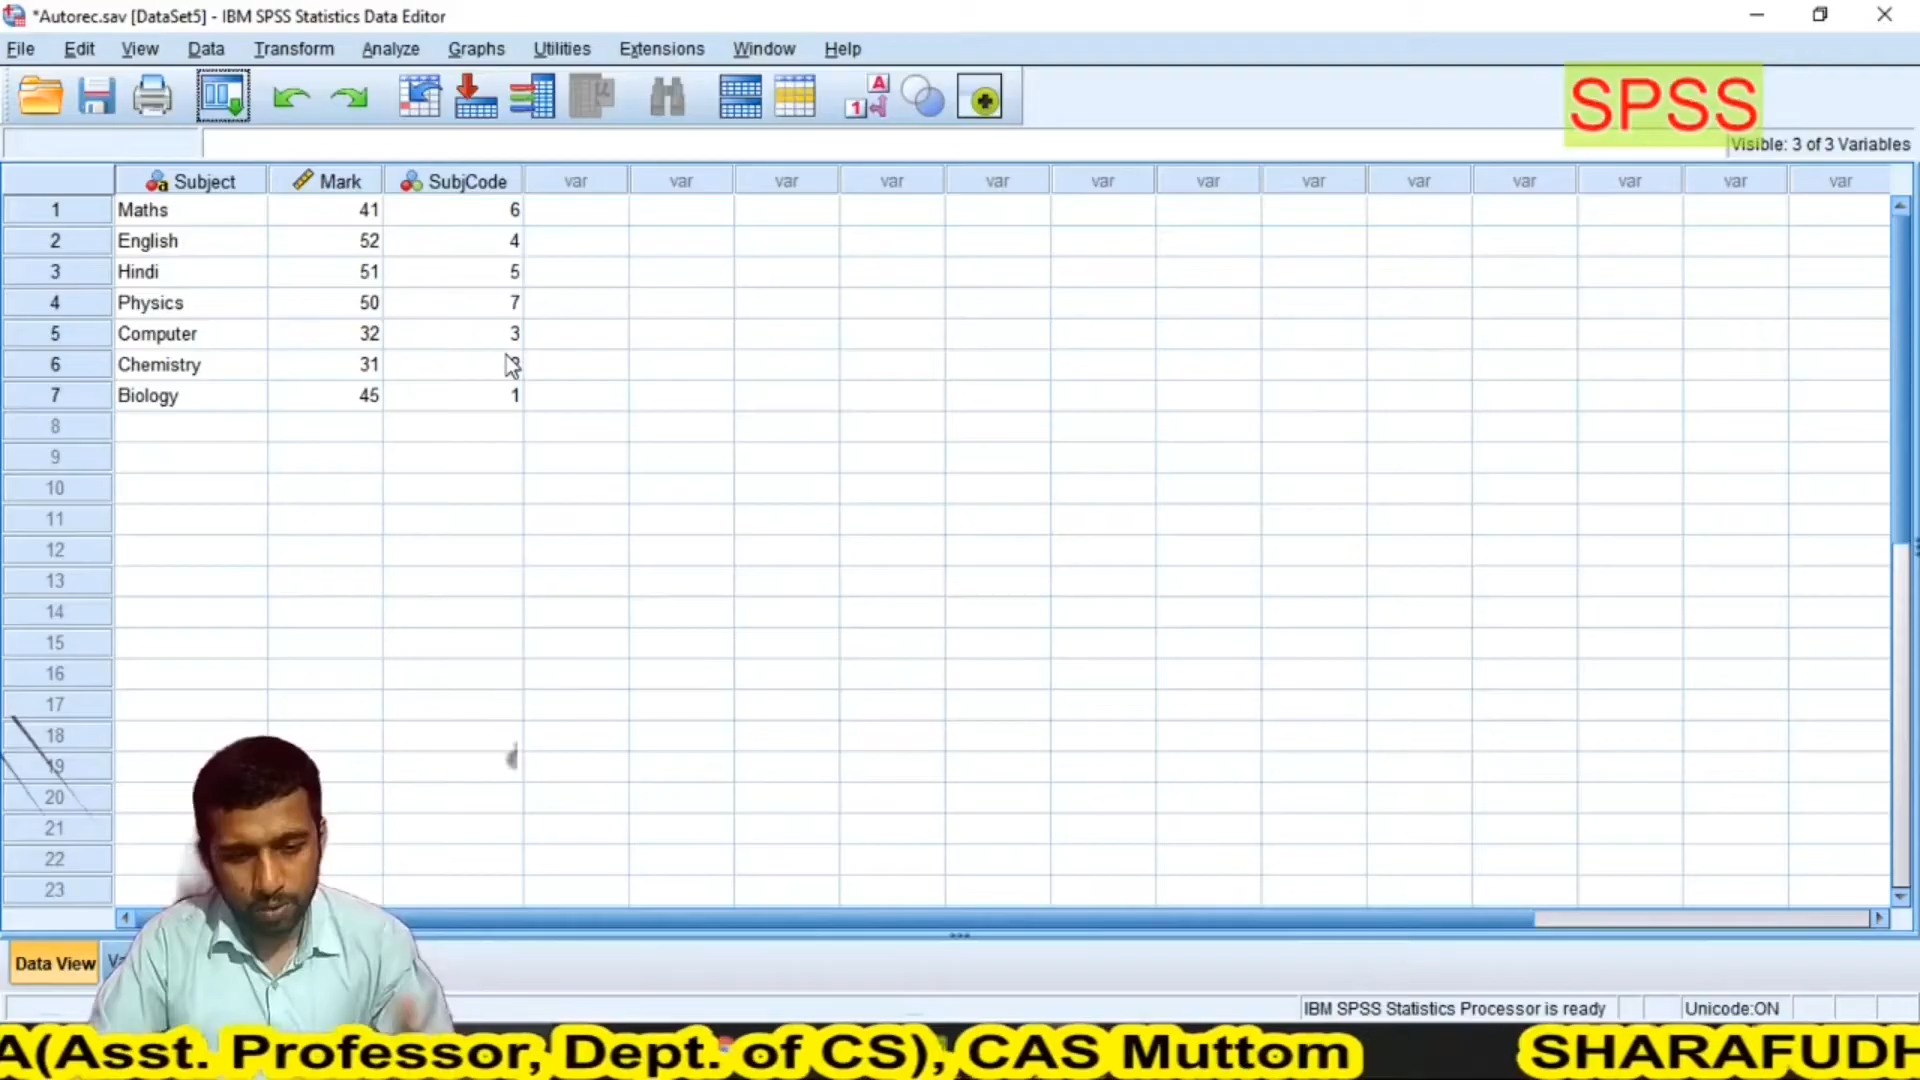 *Autorec.sav [DataSet5] - IBM SPSS Statistics Data Editor
File Edit View Data Transform Analyze Graphs Utilities Extensions Window Help
A
1
SPSS
Visible: 3 of 3 Variables
Subject Mark SubjCode var var var var var var var var var var var var var
1 Maths 41 6
2 English 52 4
3 Hindi 51 5
4 Physics 50 7
5 Computer 32 3
6 Chemistry 31
7 Biology 45 1
8
9
10
11
12
13
14
15
16
17
18
19
20
21
22
23
Data View
IBM SPSS Statistics Processor is ready Unicode:ON
A(Asst. Professor, Dept. of CS), CAS Muttom SHARAFUDH